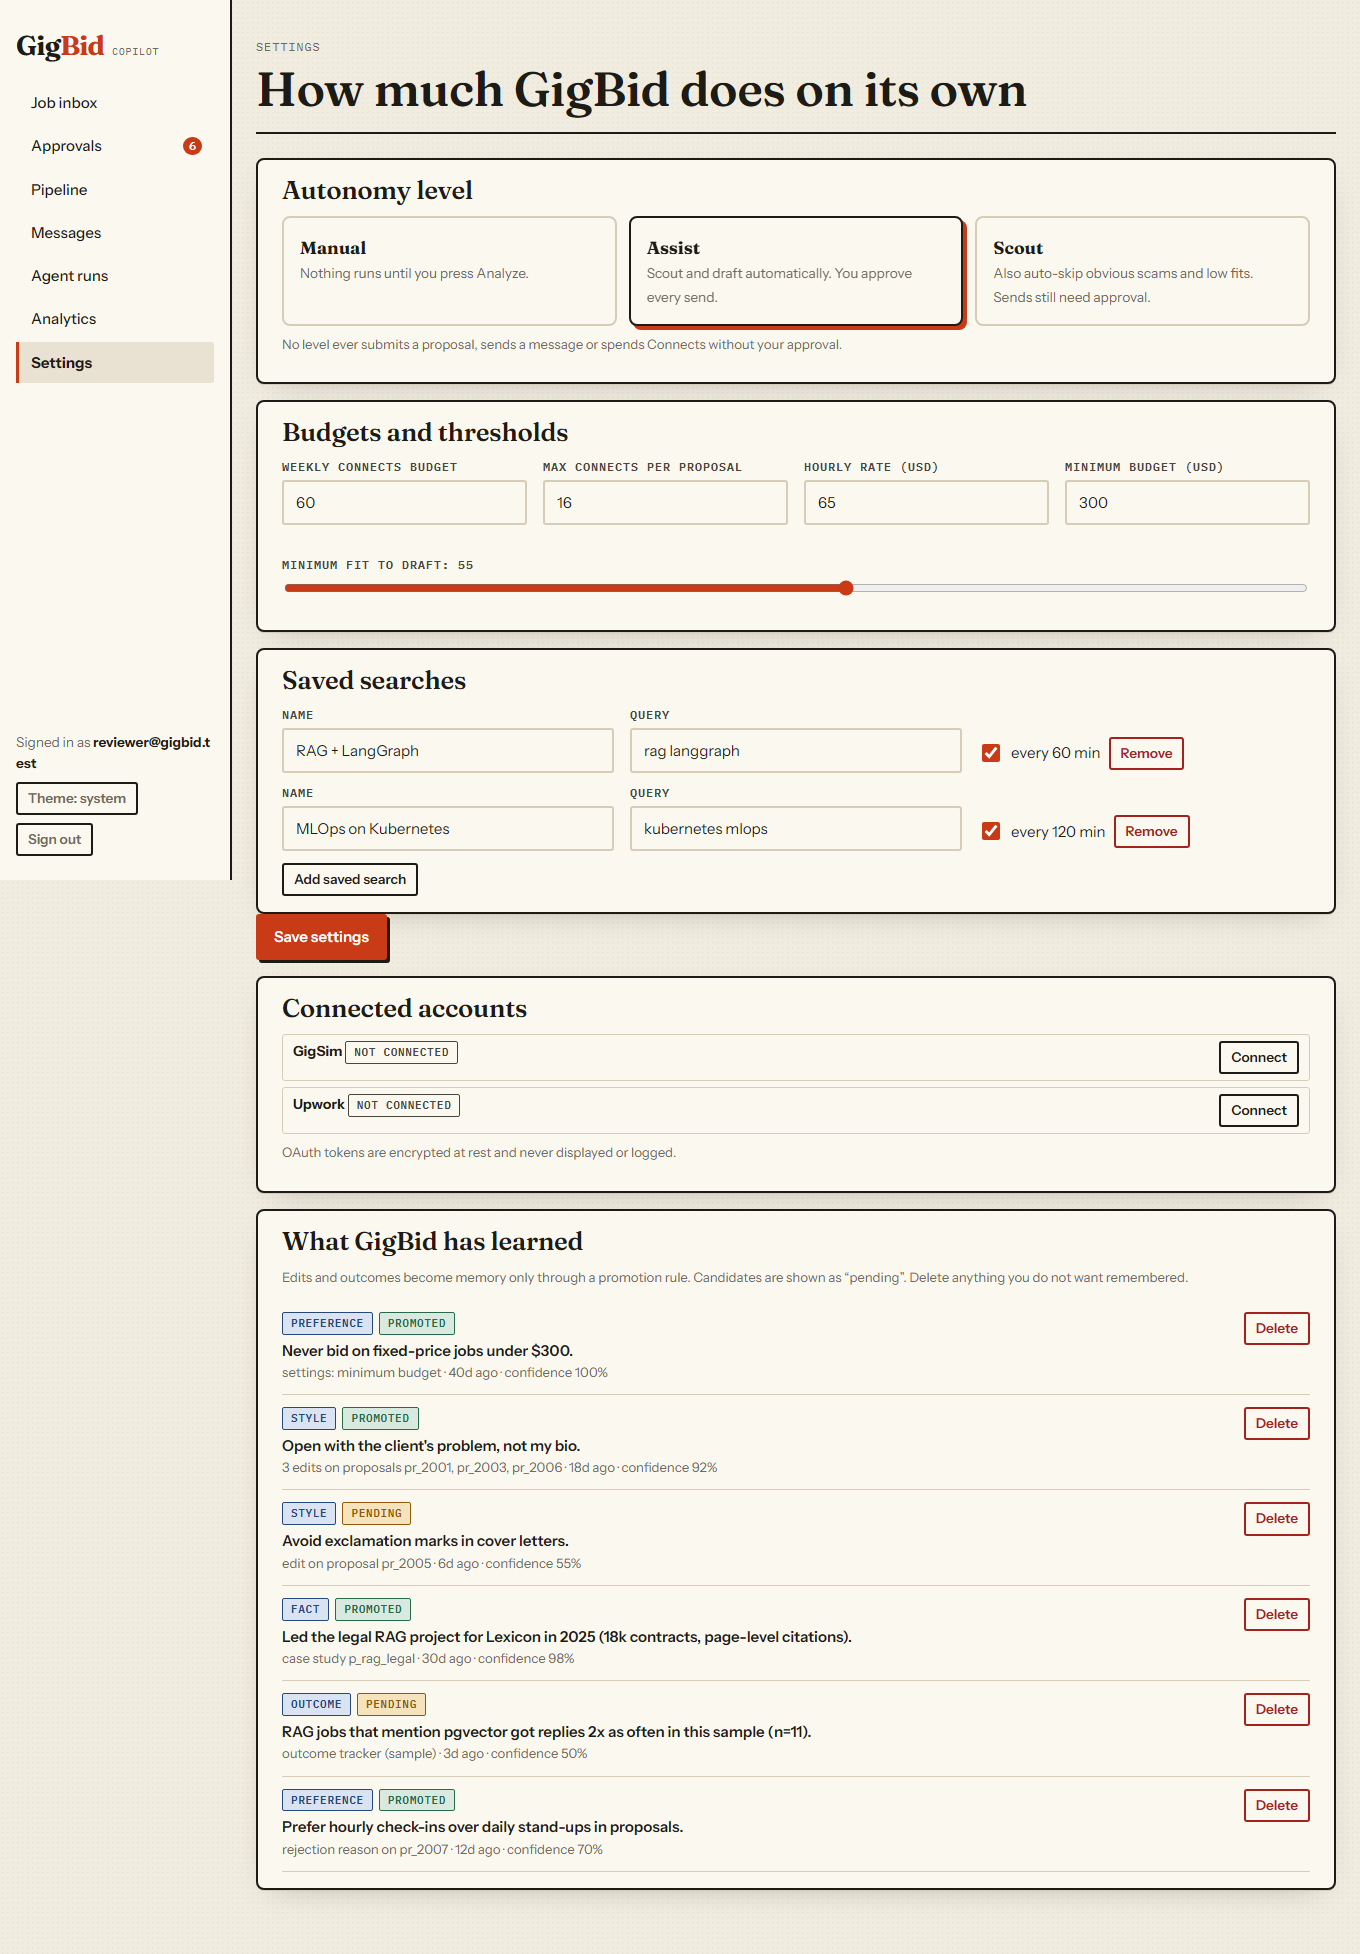 GigBid COPILOT
Job inbox
Approvals 6
Pipeline
Messages
Agent runs
Analytics
Settings
Signed in as reviewer@gigbid.t
est
Theme: system
Sign out
SETTINGS
How much GigBid does on its own
Autonomy level
Manual
Nothing runs until you press Analyze.
Assist
Scout and draft automatically. You approve
every send.
Scout
Also auto-skip obvious scams and low fits.
Sends still need approval.
No level ever submits a proposal, sends a message or spends Connects without your approval.
Budgets and thresholds
WEEKLY CONNECTS BUDGET
60
MAX CONNECTS PER PROPOSAL
16
HOURLY RATE (USD)
65
MINIMUM BUDGET (USD)
300
MINIMUM FIT TO DRAFT: 55
Saved searches
NAME QUERY
RAG + LangGraph rag langgraph every 60 min Remove
NAME QUERY
MLOps on Kubernetes kubernetes mlops every 120 min Remove
Add saved search
Save settings
Connected accounts
GigSim NOT CONNECTED Connect
Upwork NOT CONNECTED Connect
OAuth tokens are encrypted at rest and never displayed or logged.
What GigBid has learned
Edits and outcomes become memory only through a promotion rule. Candidates are shown as “pending”. Delete anything you do not want remembered.
PREFERENCE PROMOTED Delete
Never bid on fixed-price jobs under $300.
settings: minimum budget · 40d ago · confidence 100%
STYLE PROMOTED Delete
Open with the client's problem, not my bio.
3 edits on proposals pr_2001, pr_2003, pr_2006 · 18d ago · confidence 92%
STYLE PENDING Delete
Avoid exclamation marks in cover letters.
edit on proposal pr_2005 · 6d ago · confidence 55%
FACT PROMOTED Delete
Led the legal RAG project for Lexicon in 2025 (18k contracts, page-level citations).
case study p_rag_legal · 30d ago · confidence 98%
OUTCOME PENDING Delete
RAG jobs that mention pgvector got replies 2x as often in this sample (n=11).
outcome tracker (sample) · 3d ago · confidence 50%
PREFERENCE PROMOTED Delete
Prefer hourly check-ins over daily stand-ups in proposals.
rejection reason on pr_2007 · 12d ago · confidence 70%